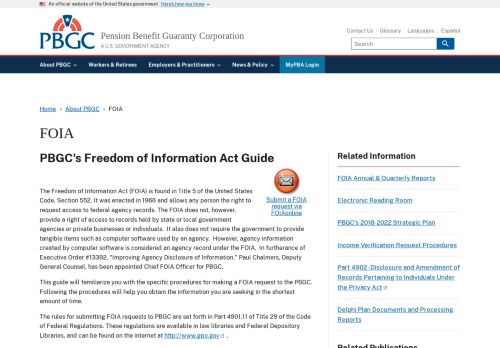 An official website of the United States government Here's how you know
PBGC
Pension Benefit Guaranty Corporation
A U.S. GOVERNMENT AGENCY
Contact Us Glossary Languages Español
Search
About PBGC Workers & Retirees Employers & Practitioners News & Policy MyPBA Login
Home › About PBGC › FOIA
FOIA
PBGC's Freedom of Information Act Guide
Submit a FOIA
request via
FOIAonline
The Freedom of Information Act (FOIA) is found in Title 5 of the United States
Code, Section 552. It was enacted in 1966 and allows any person the right to
request access to federal agency records. The FOIA does not, however,
provide a right of access to records held by state or local government
agencies or private businesses or individuals. It also does not require the government to provide
tangible items such as computer software used by an agency. However, agency information
created by computer software is considered an agency record under the FOIA. In furtherance of
Executive Order #13392, "Improving Agency Disclosure of Information," Paul Chalmers, Deputy
General Counsel, has been appointed Chief FOIA Officer for PBGC.
This guide will familiarize you with the specific procedures for making a FOIA request to the PBGC.
Following the procedures will help you obtain the information you are seeking in the shortest
amount of time.
The rules for submitting FOIA requests to PBGC are set forth in Part 4901.11 of Title 29 of the Code
of Federal Regulations. These regulations are available in law libraries and Federal Depository
Libraries, and can be found on the internet at http://www.gpo.gov .
Related Information
FOIA Annual & Quarterly Reports
Electronic Reading Room
PBGC's 2018-2022 Strategic Plan
Income Verification Request Procedures
Part 4902-Disclosure and Amendment of
Records Pertaining to Individuals Under
the Privacy Act
Delphi Plan Documents and Processing
Reports
Related Publications